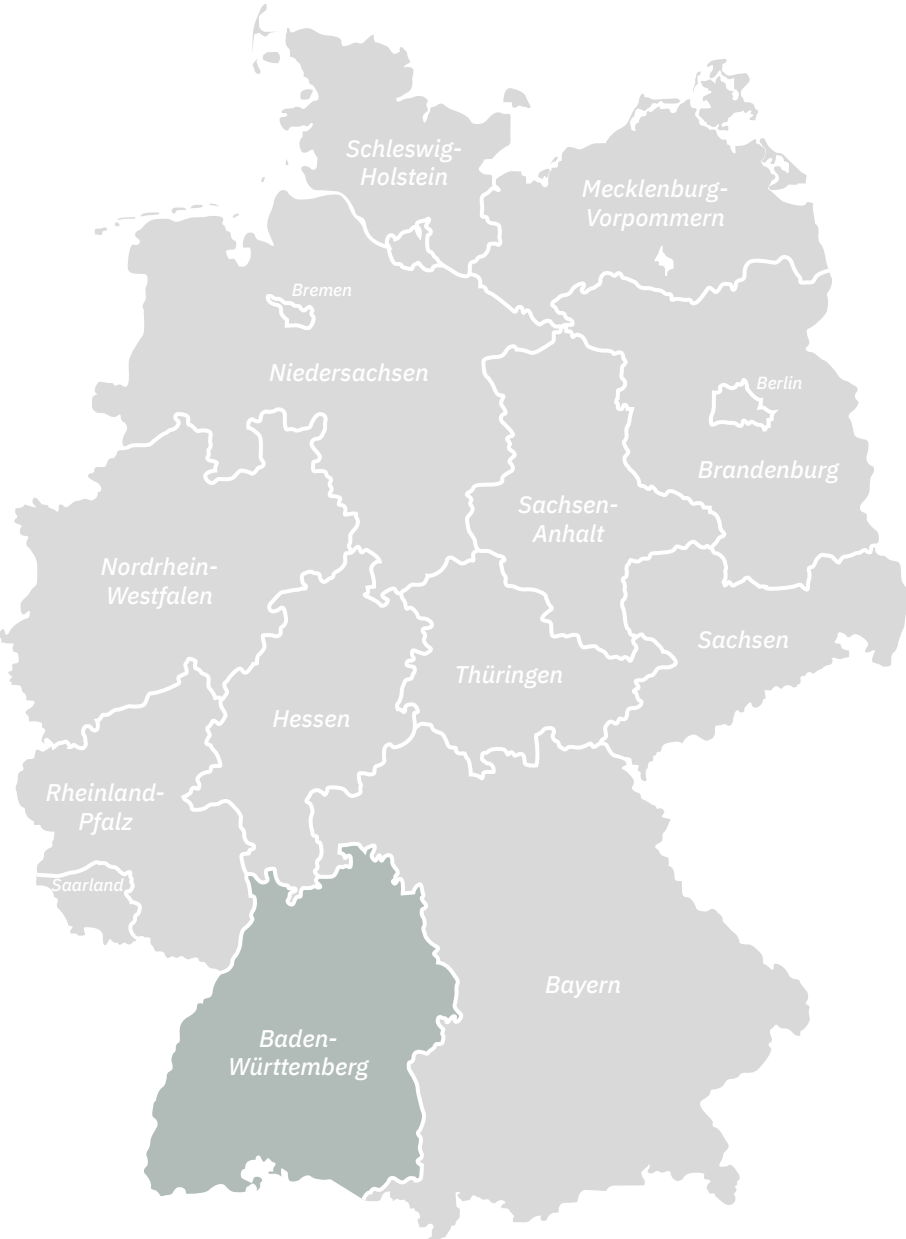 Schleswig-
Holstein
Mecklenburg-
Vorpommern
Bremen
Niedersachsen
Berlin
Brandenburg
Sachsen-
Anhalt
Nordrhein-
Westfalen
Sachsen
Thüringen
Hessen
Rheinland-
Pfalz
Saarland
Bayern
Baden-
Württemberg